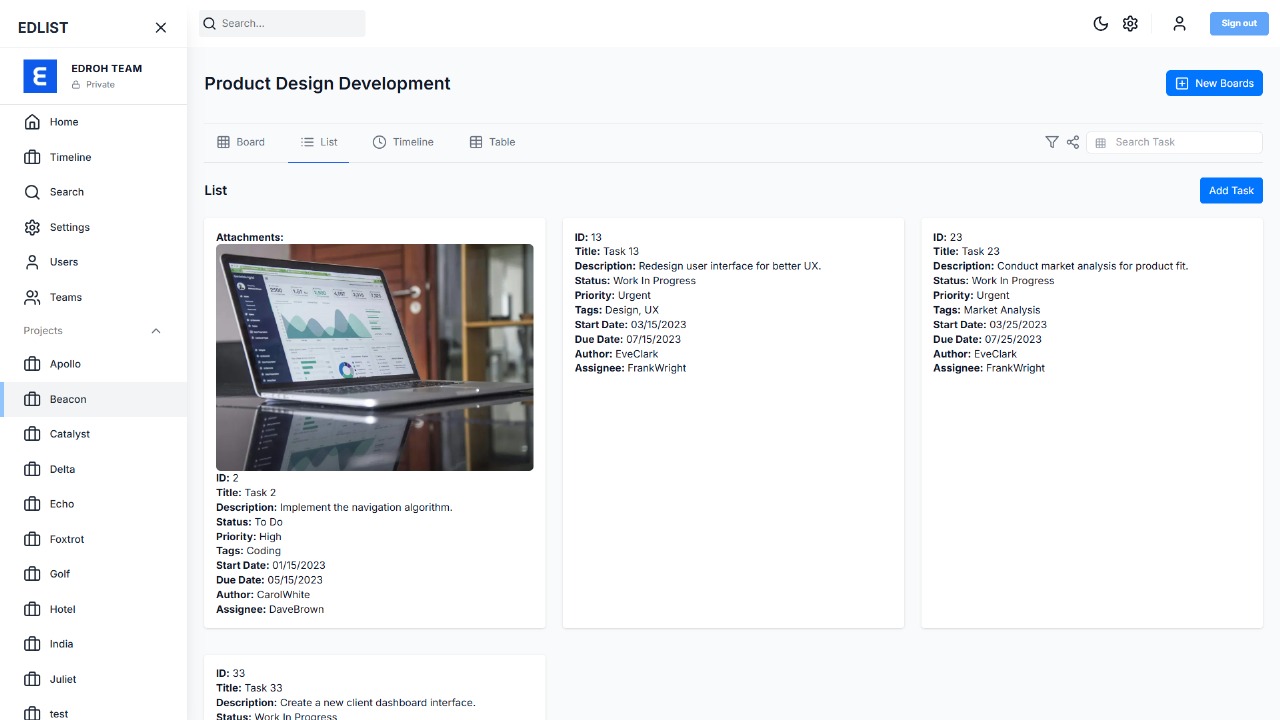 EDLIST
Search...
Sign out
EDROH TEAM
Private
Home
Timeline
Search
Settings
Users
Teams
Projects
Apollo
Beacon
Catalyst
Delta
Echo
Foxtrot
Golf
Hotel
India
Juliet
test
Product Design Development
New Boards
Board
List
Timeline
Table
Search Task
List
Add Task
Attachments:
ID: 2
Title: Task 2
Description: Implement the navigation algorithm.
Status: To Do
Priority: High
Tags: Coding
Start Date: 01/15/2023
Due Date: 05/15/2023
Author: CarolWhite
Assignee: DaveBrown
ID: 13
Title: Task 13
Description: Redesign user interface for better UX.
Status: Work In Progress
Priority: Urgent
Tags: Design, UX
Start Date: 03/15/2023
Due Date: 07/15/2023
Author: EveClark
Assignee: FrankWright
ID: 23
Title: Task 23
Description: Conduct market analysis for product fit.
Status: Work In Progress
Priority: Urgent
Tags: Market Analysis
Start Date: 03/25/2023
Due Date: 07/25/2023
Author: EveClark
Assignee: FrankWright
ID: 33
Title: Task 33
Description: Create a new client dashboard interface.
Status: Work In Progress